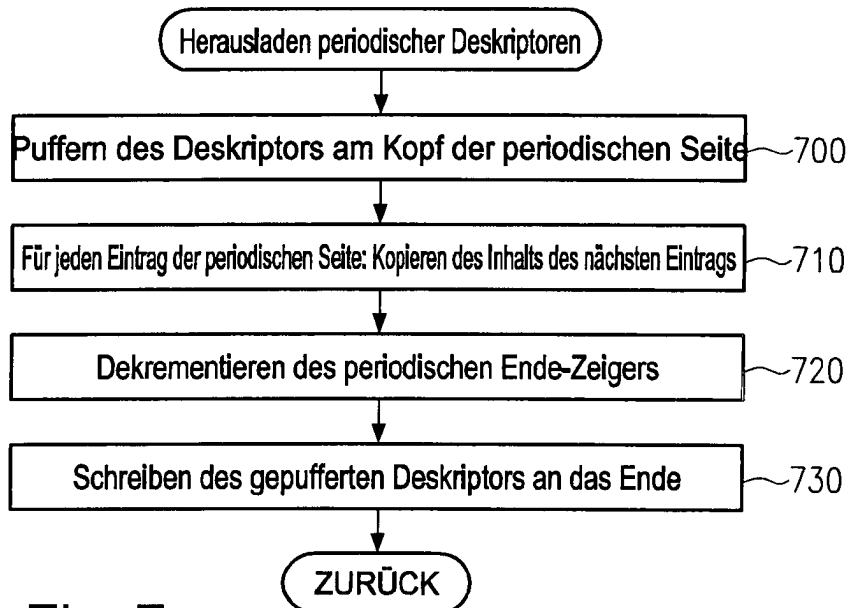 Herausladen periodischer Deskriptoren
Puffern des Deskriptors am Kopf der periodischen Seite 700
Für jeden Eintrag der periodischen Seite: Kopieren des Inhalts des nächsten Eintrags 710
Dekrementieren des periodischen Ende-Zeigers 720
Schreiben des gepufferten Deskriptors an das Ende 730
ZURÜCK